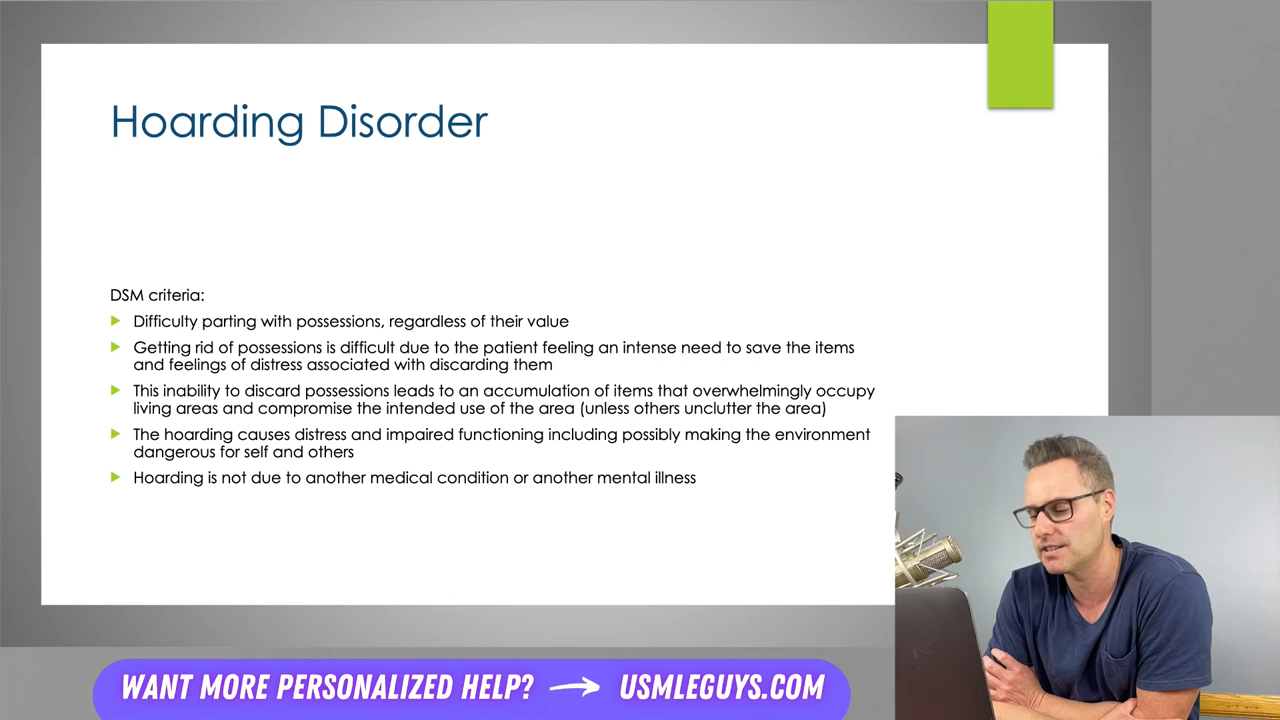 Hoarding Disorder
DSM criteria:
Difficulty parting with possessions, regardless of their value
Getting rid of possessions is difficult due to the patient feeling an intense need to save the items
and feelings of distress associated with discarding them
This inability to discard possessions leads to an accumulation of items that overwhelmingly occupy
living areas and compromise the intended use of the area (unless others unclutter the area)
The hoarding causes distress and impaired functioning including possibly making the environment
dangerous for self and others
Hoarding is not due to another medical condition or another mental illness
WANT MORE PERSONALIZED HELP? → USMLEGUYS.COM